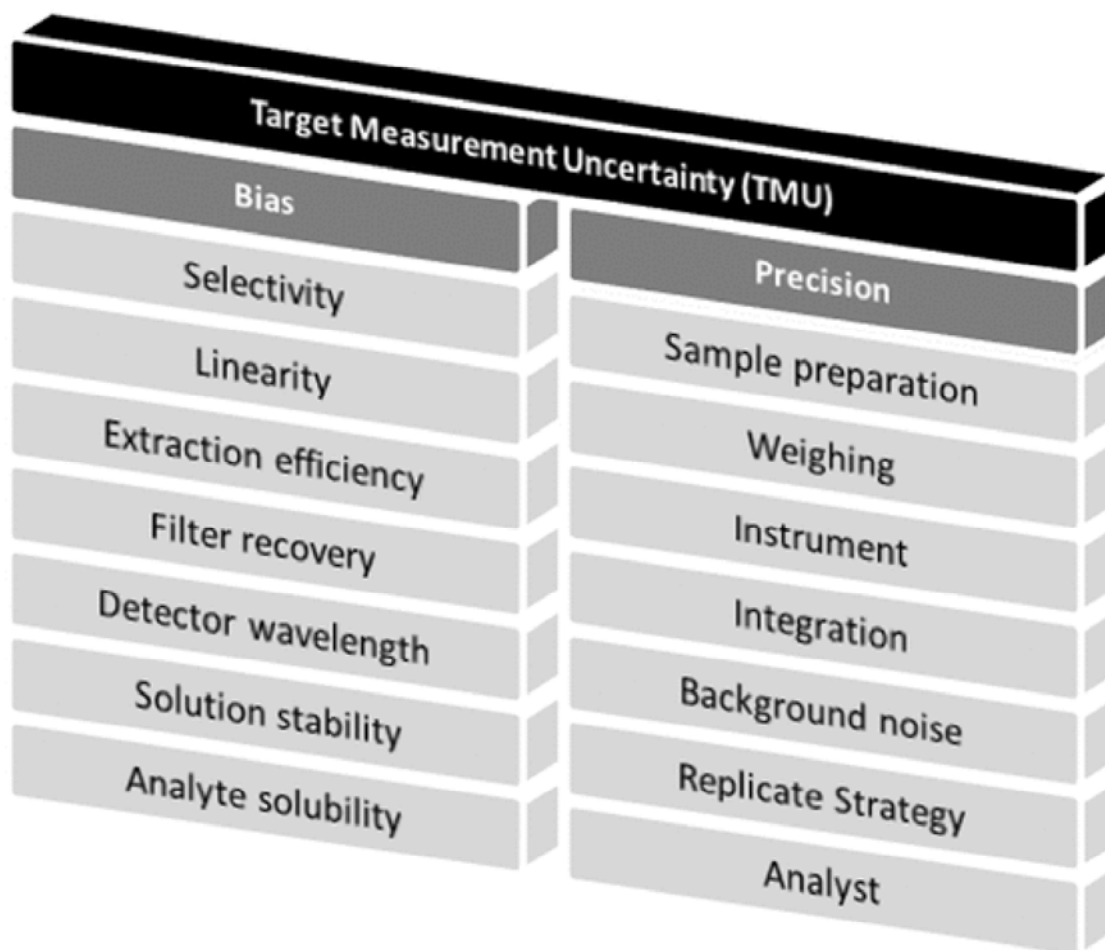 Target Measurement Uncertainty (TMU)
Bias
Selectivity
Linearity
Extraction efficiency
Filter recovery
Detector wavelength
Solution stability
Analyte solubility
Precision
Sample preparation
Weighing
Instrument
Integration
Background noise
Replicate Strategy
Analyst